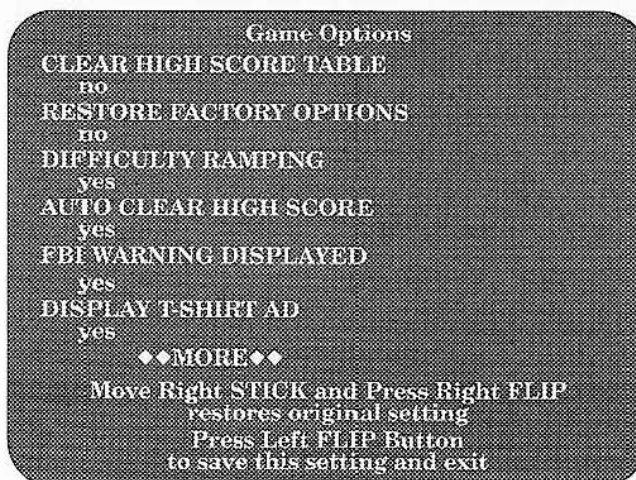 Game Options
CLEAR HIGH SCORE TABLE
no
RESTORE FACTORY OPTIONS
no
DIFFICULTY RAMPING
yes
AUTO CLEAR HIGH SCORE
yes
FBI WARNING DISPLAYED
yes
DISPLAY T-SHIRT AD
yes
◆◆MORE◆◆
Move Right STICK and Press Right FLIP
restores original setting
Press Left FLIP Button
to save this setting and exit